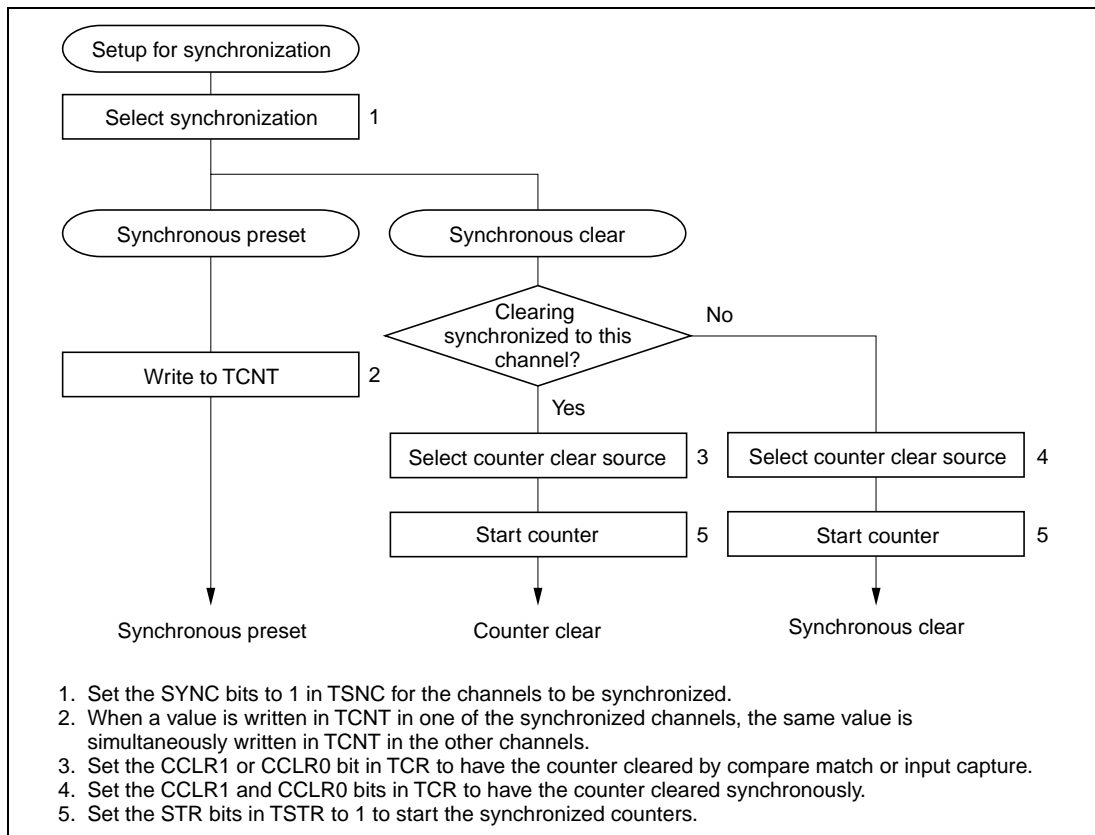 Setup for synchronization
Select synchronization 1
Synchronous preset
Synchronous clear
Clearing
synchronized to this
channel?
No
Write to TCNT 2
Yes
Select counter clear source 3
Select counter clear source 4
Start counter 5
Start counter 5
Synchronous preset
Counter clear
Synchronous clear
1. Set the SYNC bits to 1 in TSNC for the channels to be synchronized.
2. When a value is written in TCNT in one of the synchronized channels, the same value is
simultaneously written in TCNT in the other channels.
3. Set the CCLR1 or CCLR0 bit in TCR to have the counter cleared by compare match or input capture.
4. Set the CCLR1 and CCLR0 bits in TCR to have the counter cleared synchronously.
5. Set the STR bits in TSTR to 1 to start the synchronized counters.